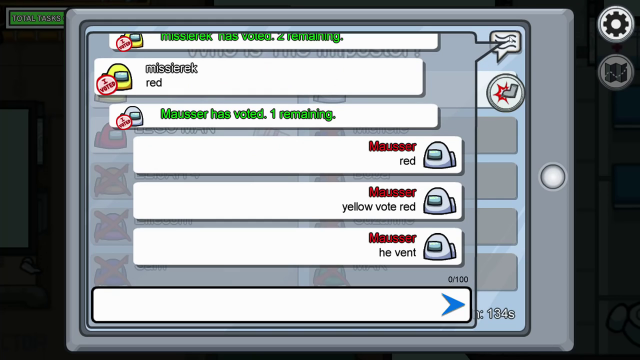 TOTAL TASKS
missierek has voted. 2 remaining.
Who Is The Impostor?
missierek
red
Mausser has voted. 1 remaining.
Mausser
red
Mausser
yellow vote red
Mausser
he vent
0/100
134s